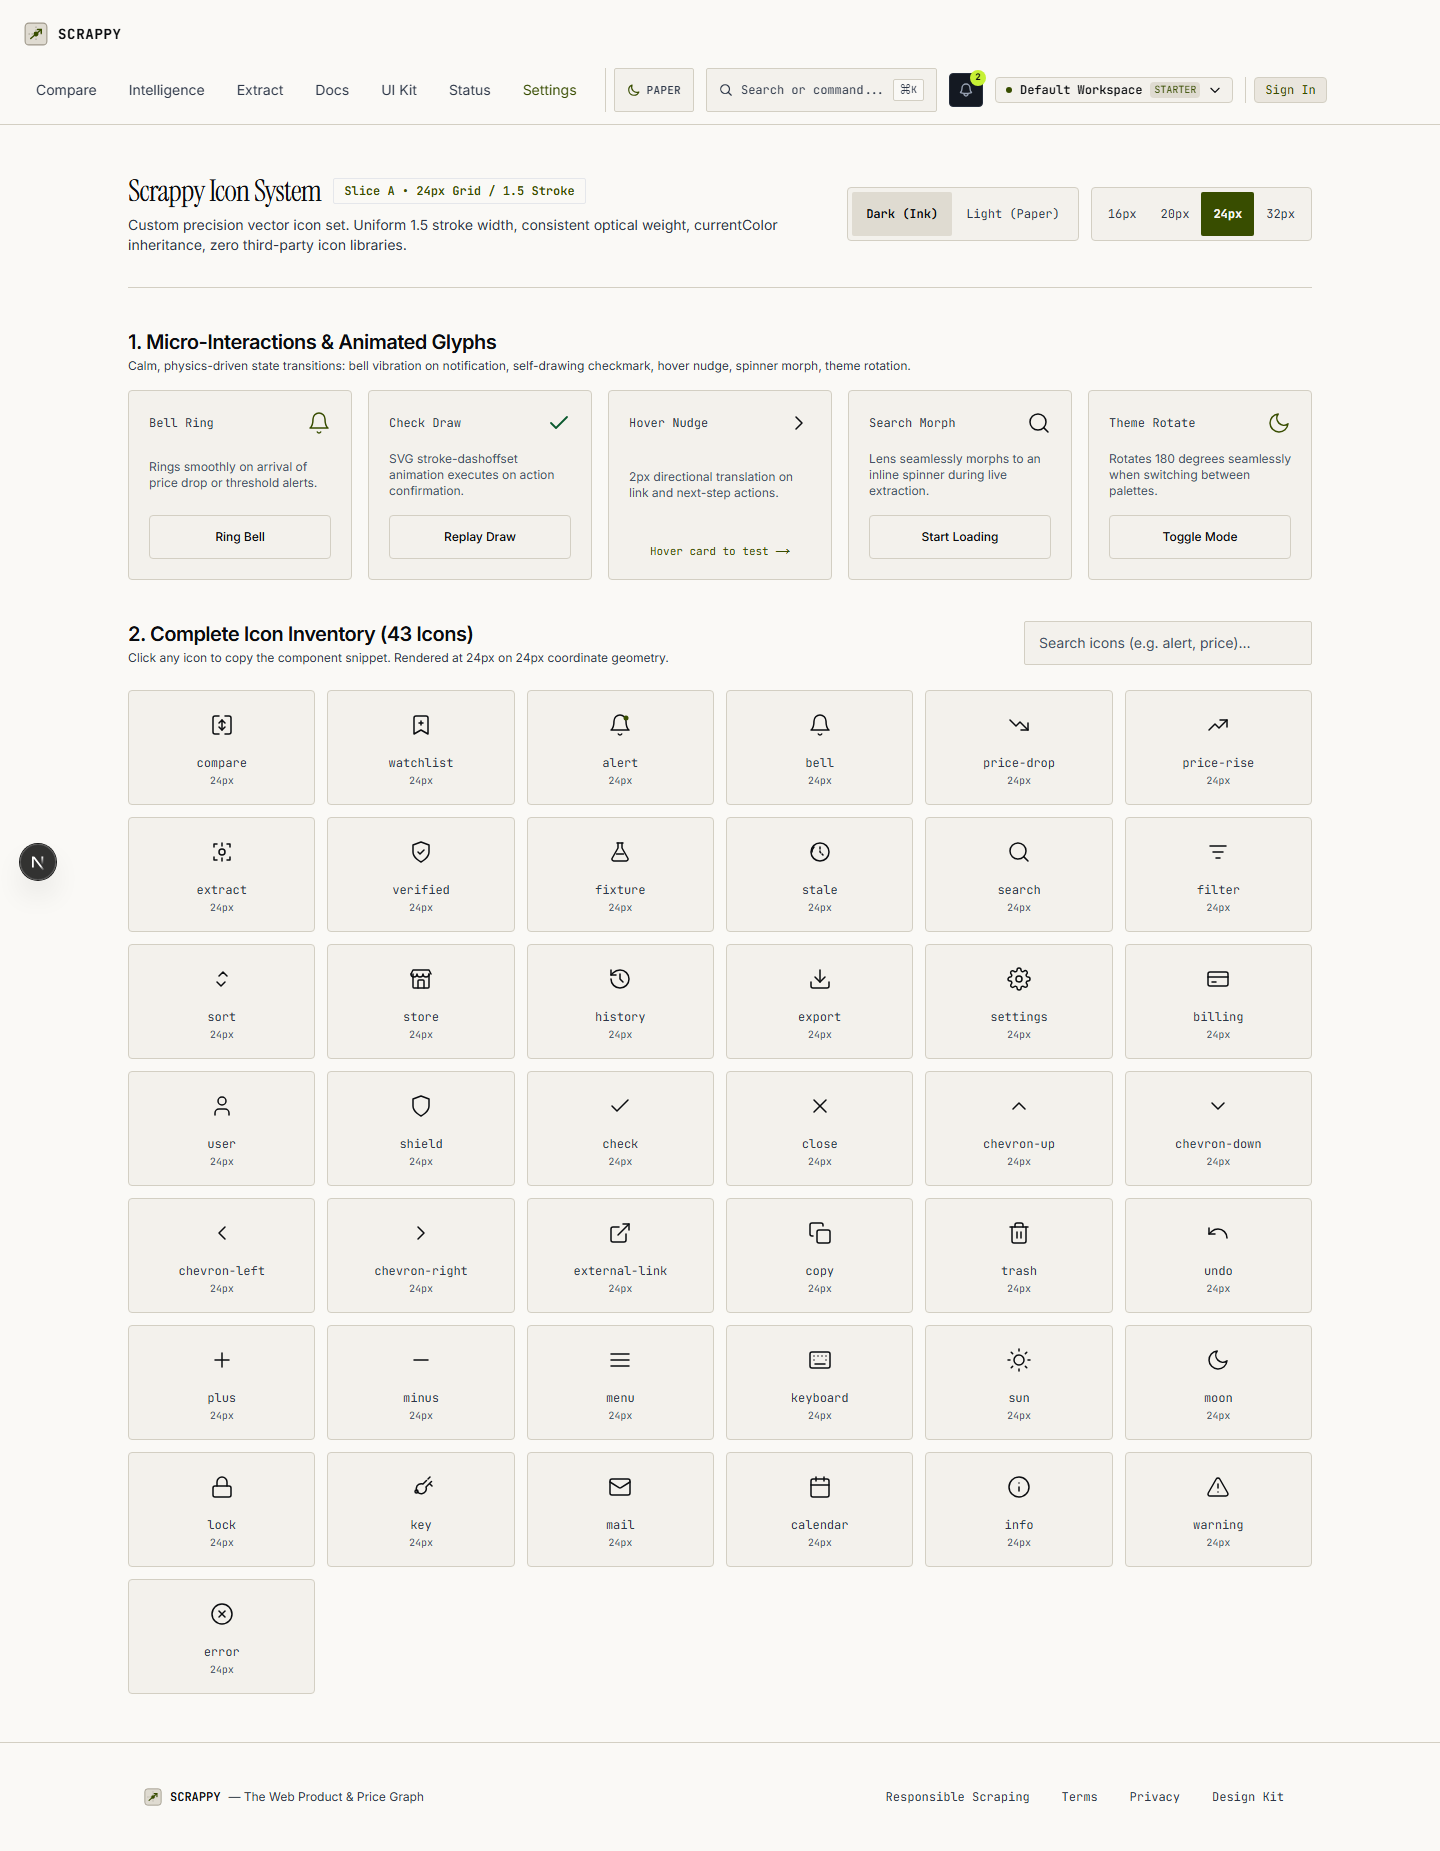 SCRAPPY
Compare Intelligence Extract Docs UI Kit Status Settings PAPER Search or command... ⌘K 2 Default Workspace STARTER Sign In
Scrappy Icon System Slice A • 24px Grid / 1.5 Stroke
Custom precision vector icon set. Uniform 1.5 stroke width, consistent optical weight, currentColor
inheritance, zero third-party icon libraries.
Dark (Ink) Light (Paper) 16px 20px 24px 32px
1. Micro-Interactions & Animated Glyphs
Calm, physics-driven state transitions: bell vibration on notification, self-drawing checkmark, hover nudge, spinner morph, theme rotation.
Bell Ring
Rings smoothly on arrival of
price drop or threshold alerts.
Ring Bell
Check Draw
SVG stroke-dashoffset
animation executes on action
confirmation.
Replay Draw
Hover Nudge
2px directional translation on
link and next-step actions.
Hover card to test →
Search Morph
Lens seamlessly morphs to an
inline spinner during live
extraction.
Start Loading
Theme Rotate
Rotates 180 degrees seamlessly
when switching between
palettes.
Toggle Mode
2. Complete Icon Inventory (43 Icons)
Click any icon to copy the component snippet. Rendered at 24px on 24px coordinate geometry.
Search icons (e.g. alert, price)...
compare watchlist alert bell price-drop price-rise
24px 24px 24px 24px 24px 24px
extract verified fixture stale search filter
24px 24px 24px 24px 24px 24px
sort store history export settings billing
24px 24px 24px 24px 24px 24px
user shield check close chevron-up chevron-down
24px 24px 24px 24px 24px 24px
chevron-left chevron-right external-link copy trash undo
24px 24px 24px 24px 24px 24px
plus minus menu keyboard sun moon
24px 24px 24px 24px 24px 24px
lock key mail calendar info warning
24px 24px 24px 24px 24px 24px
error
24px
N
SCRAPPY — The Web Product & Price Graph
Responsible Scraping Terms Privacy Design Kit